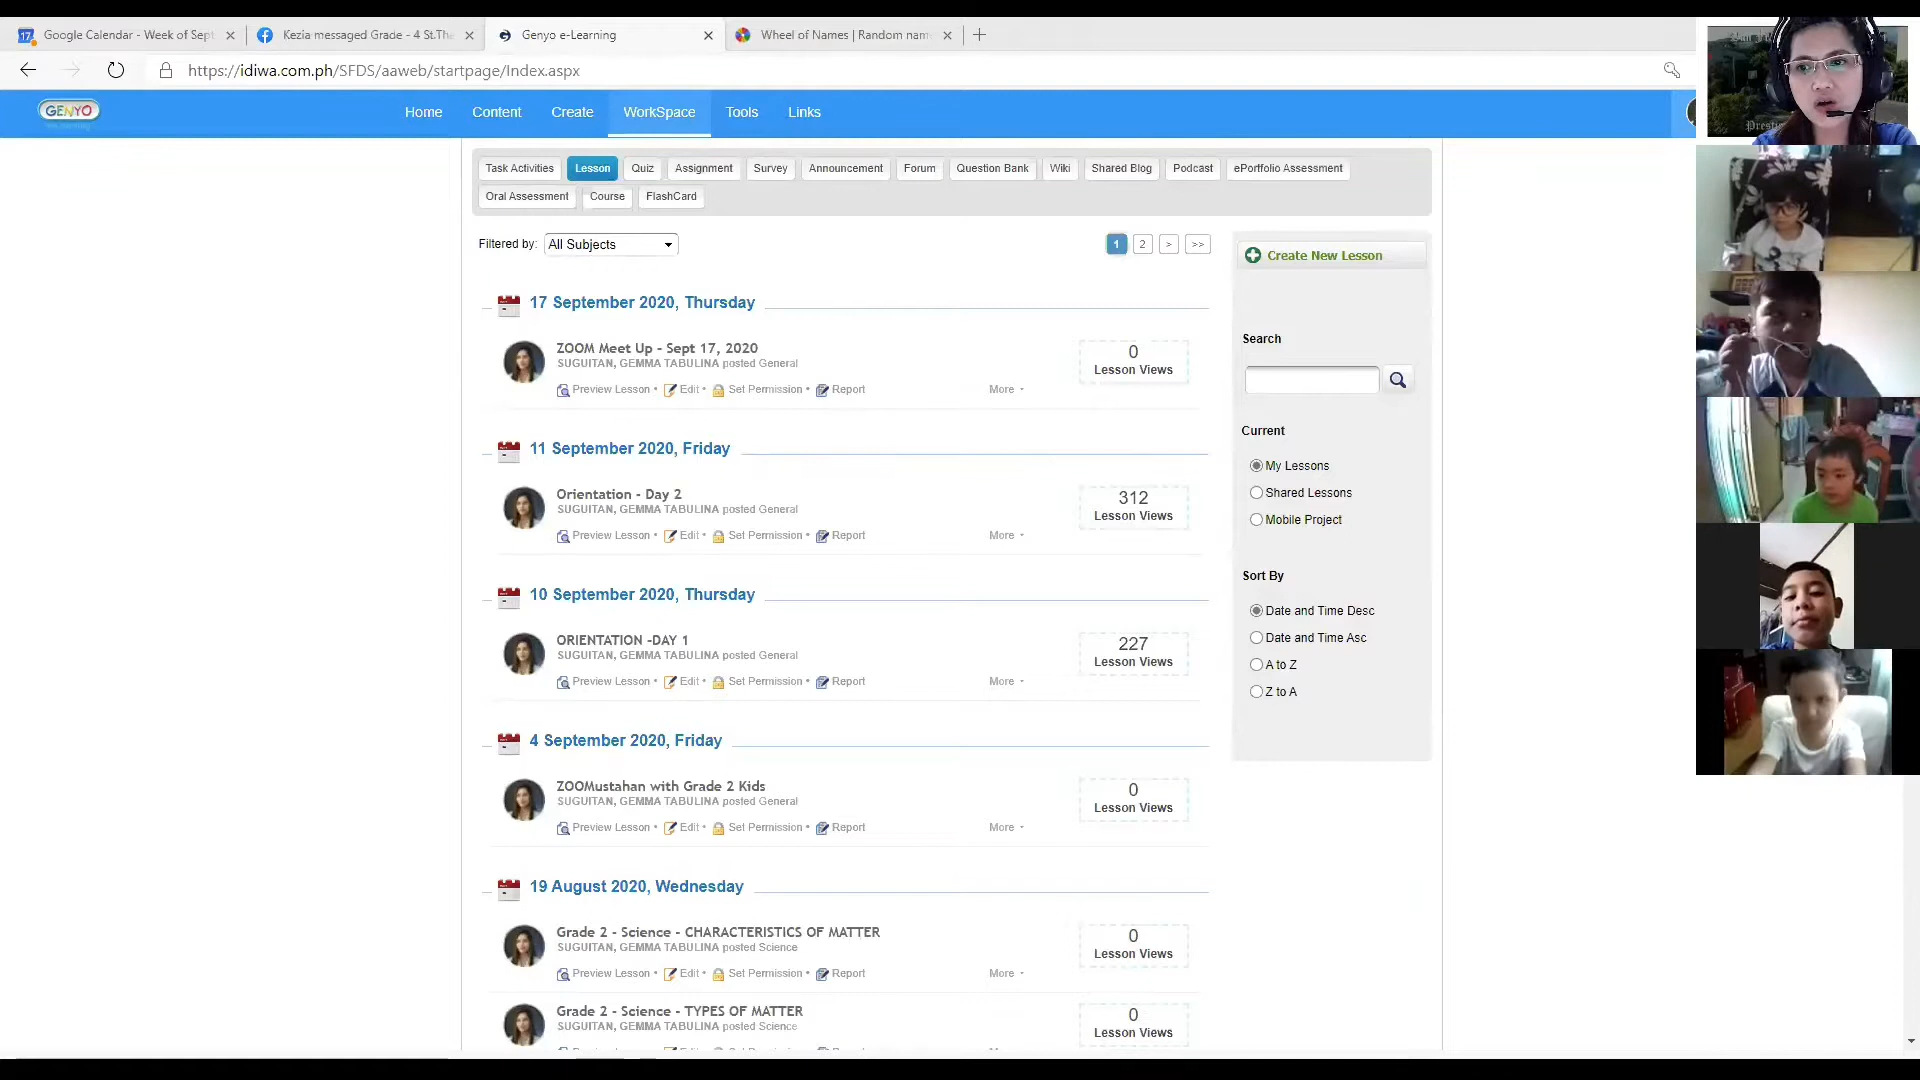 Google Calendar - Week of Sept
Kezia messaged Grade - 4 St.The
Genyo e-Learning
Wheel of Names | Random nam
https://idiwa.com.ph/SFDS/aaweb/startpage/Index.aspx
GENYO
Home Content Create WorkSpace Tools Links
Task Activities Lesson Quiz Assignment Survey Announcement Forum Question Bank Wiki Shared Blog Podcast ePortfolio Assessment
Oral Assessment Course FlashCard
Filtered by: All Subjects
1 2 > >>
Create New Lesson
17 September 2020, Thursday
ZOOM Meet Up - Sept 17, 2020
SUGUITAN, GEMMA TABULINA posted General
Preview Lesson • Edit • Set Permission • Report More
0
Lesson Views
11 September 2020, Friday
Orientation - Day 2
SUGUITAN, GEMMA TABULINA posted General
Preview Lesson • Edit • Set Permission • Report More
312
Lesson Views
10 September 2020, Thursday
ORIENTATION -DAY 1
SUGUITAN, GEMMA TABULINA posted General
Preview Lesson • Edit • Set Permission • Report More
227
Lesson Views
4 September 2020, Friday
ZOOMustahan with Grade 2 Kids
SUGUITAN, GEMMA TABULINA posted General
Preview Lesson • Edit • Set Permission • Report More
0
Lesson Views
19 August 2020, Wednesday
Grade 2 - Science - CHARACTERISTICS OF MATTER
SUGUITAN, GEMMA TABULINA posted Science
Preview Lesson • Edit • Set Permission • Report More
0
Lesson Views
Grade 2 - Science - TYPES OF MATTER
SUGUITAN, GEMMA TABULINA posted Science
0
Lesson Views
Search
Current
My Lessons
Shared Lessons
Mobile Project
Sort By
Date and Time Desc
Date and Time Asc
A to Z
Z to A